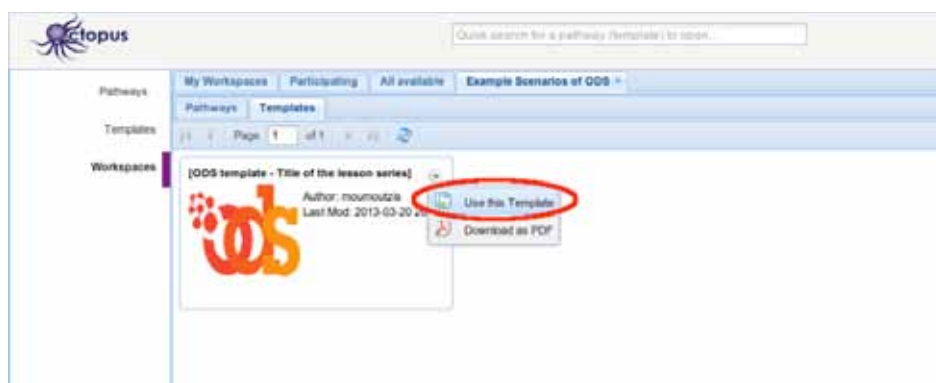 Octopus
Quick search for a pathway (template) to open...
Pathways
Templates
Workspaces
My Workspaces Participating All available Example Scenarios of ODS
Pathways Templates
Page 1 of 1
[ODS template - Title of the lesson series]
Author: moumoutzis
Last Mod: 2013-03-20
Use this Template
Download as PDF
ods